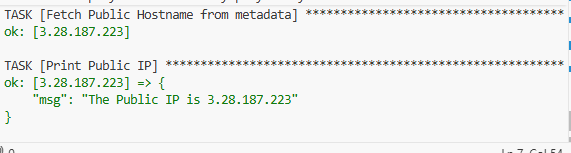 TASK [Fetch Public Hostname from metadata] *************************************
ok: [3.28.187.223]
TASK [Print Public IP] *********************************************************
ok: [3.28.187.223] => {
"msg": "The Public IP is 3.28.187.223"
}